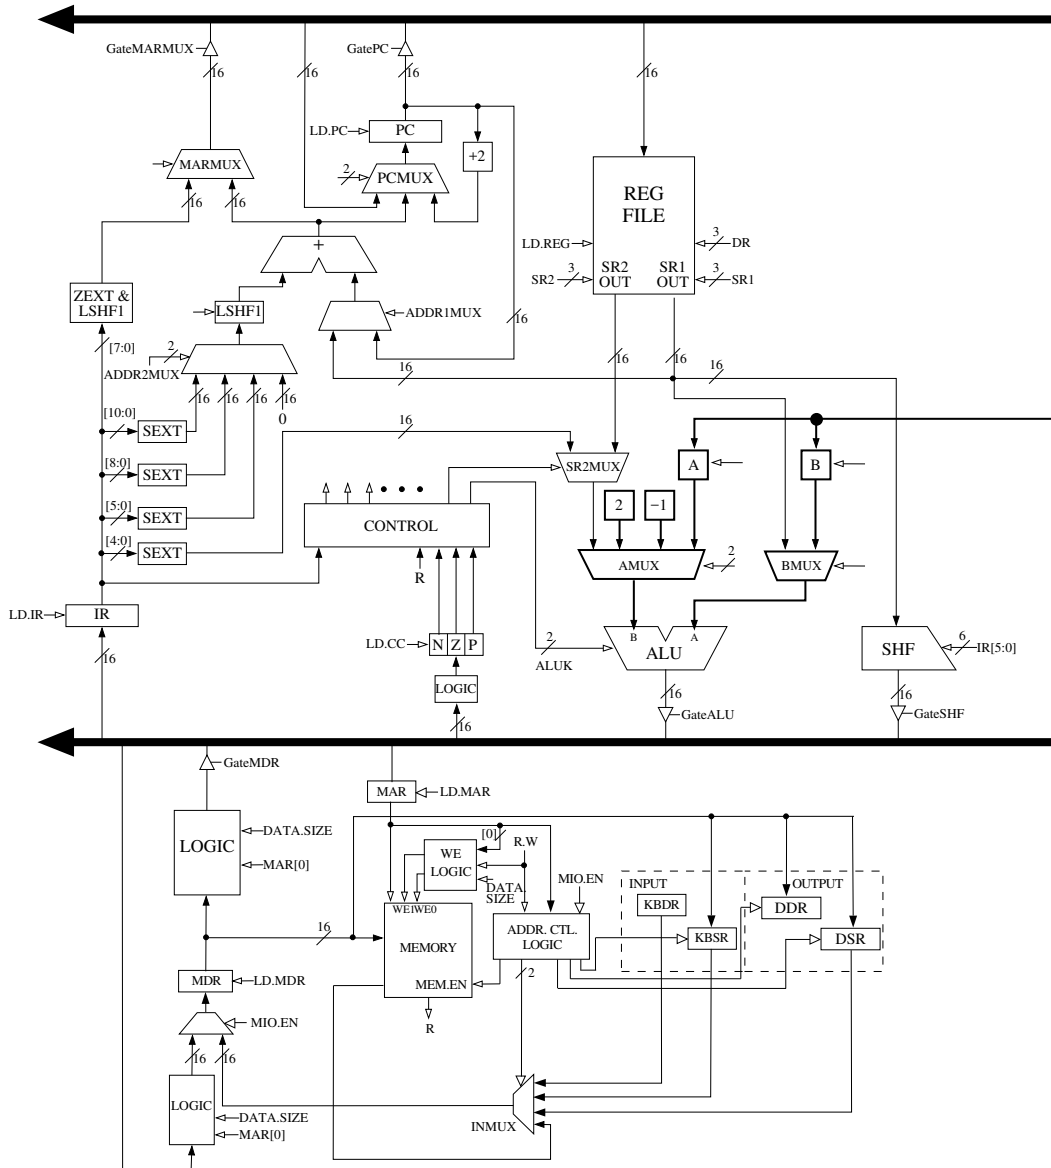 GateMARMUX
GatePC
16
16
16
16
LD.PC
PC
+2
MARMUX
2
PCMUX
16
16
REG
FILE
+
LD.REG
3
DR
SR2
OUT
SR1
OUT
SR2
3
3
SR1
ZEXT &
LSHF1
LSHF1
ADDR1MUX
16
[7:0]
2
ADDR2MUX
16
16
16
16
16
16
16
16
0
[10:0]
SEXT
16
[8:0]
SEXT
SR2MUX
A
B
[5:0]
SEXT
2
−1
CONTROL
[4:0]
SEXT
AMUX
2
BMUX
R
LD.IR
IR
LD.CC
N Z P
B
A
2
ALUK
ALU
SHF
6
IR[5:0]
16
LOGIC
16
16
16
GateALU
GateSHF
GateMDR
MAR
LD.MAR
LOGIC
DATA.SIZE
MAR[0]
[0]
R.W
WE
LOGIC
DATA.
SIZE
MIO.EN
INPUT
OUTPUT
KBDR
DDR
WE1 WE0
16
MEMORY
ADDR. CTL.
LOGIC
KBSR
DSR
MDR
LD.MDR
MEM.EN
2
MIO.EN
R
16
16
LOGIC
DATA.SIZE
MAR[0]
INMUX